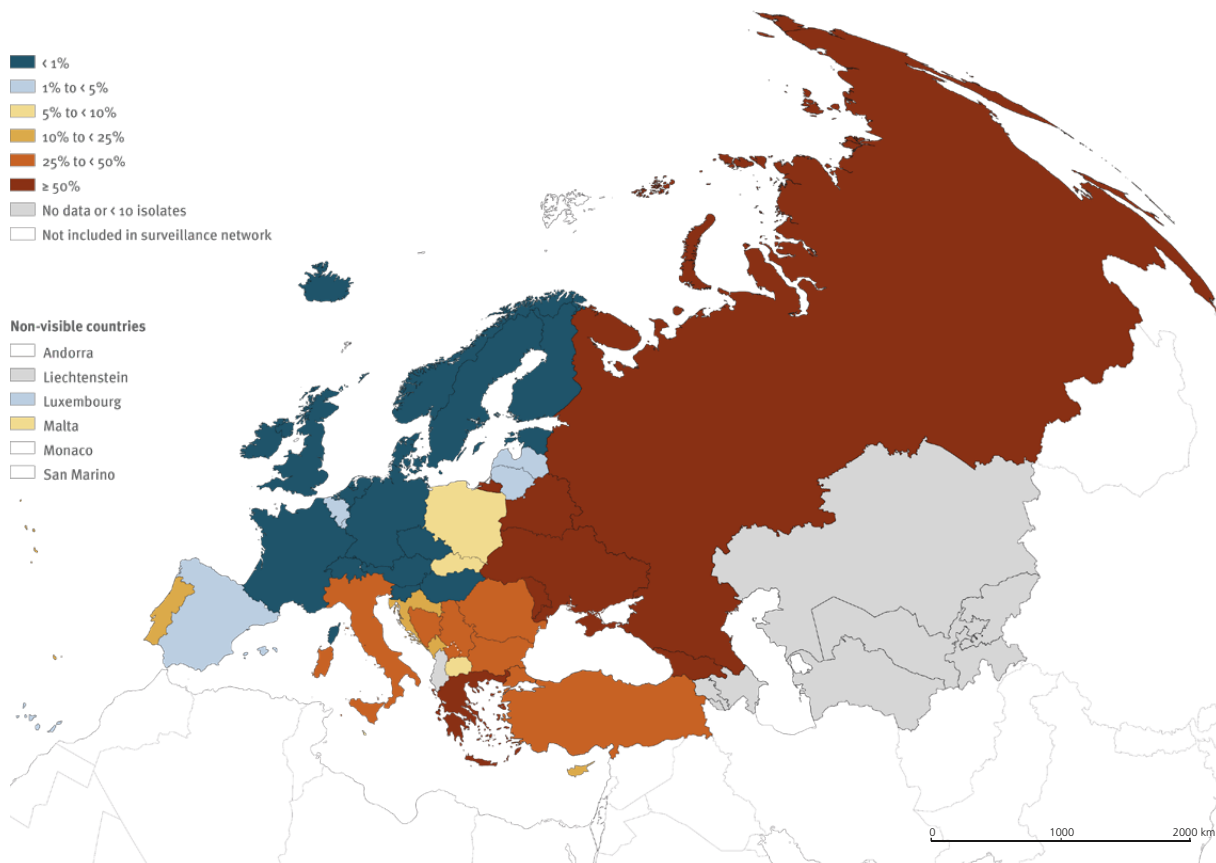 < 1%
1% to < 5%
5% to < 10%
10% to < 25%
25% to < 50%
≥ 50%
No data or < 10 isolates
Not included in surveillance network
Non-visible countries
Andorra
Liechtenstein
Luxembourg
Malta
Monaco
San Marino
0 1000 2000 km